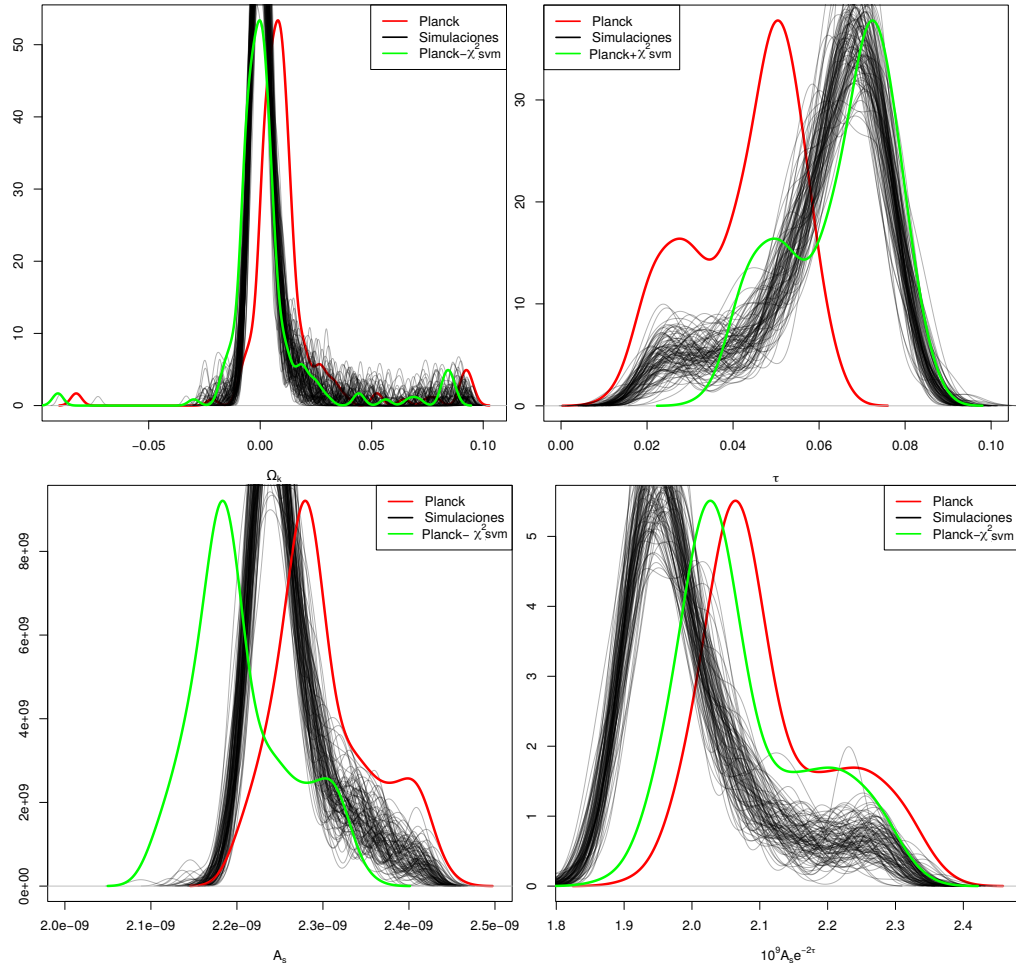 Planck
Simulaciones
Planck−χ²svm
0 10 20 30 40 50
−0.05 0.00 0.05 0.10
Ωk
Planck
Simulaciones
Planck+χ²svm
0 10 20 30
0.00 0.02 0.04 0.06 0.08 0.10
τ
Planck
Simulaciones
Planck− χ²svm
0e+00 2e+09 4e+09 6e+09 8e+09
2.0e−09 2.1e−09 2.2e−09 2.3e−09 2.4e−09 2.5e−09
As
Planck
Simulaciones
Planck−χ²svm
0 1 2 3 4 5
1.8 1.9 2.0 2.1 2.2 2.3 2.4
10⁹Ase⁻²τ